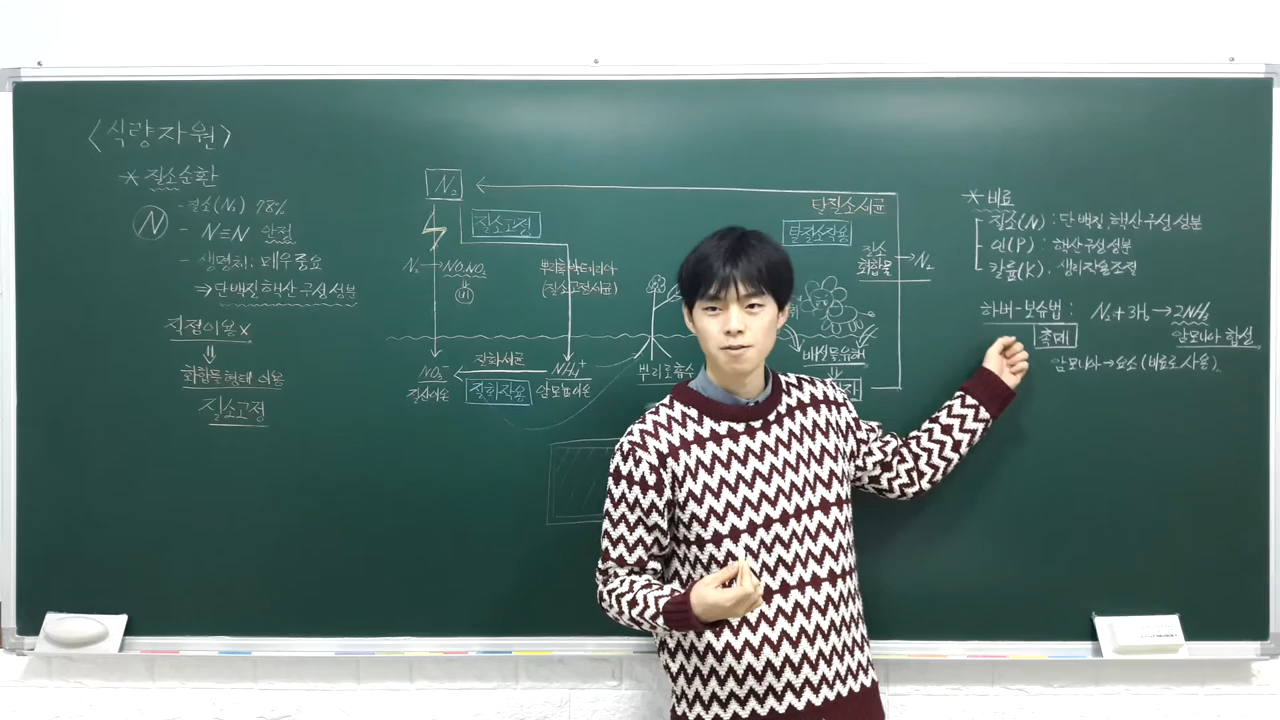 <식량자원>
* 질소순환
N
- 질소(N₂) 78%
- N≡N 안정
- 생명체: 매우 중요
⇒ 단백질 핵산 구성 성분
직접이용 X
⇓
화합물 형태 이용
질소고정
N₂
질소고정
N₂ → NO, NO₂
비
뿌리혹박테리아
(질소고정세균)
질화세균
NO₃⁻ ← NH₄⁺
질산이온
질화작용
암모늄이온
뿌리로흡수
탈질소세균
탈질소작용
질소
화합물 → N₂
배설물 유해
⇓
* 비료
질소(N) : 단백질, 핵산 구성 성분
인(P) : 핵산 구성 성분
칼륨(K). 생리작용조절
하버-보슈법 : N₂ + 3H₂ → 2NH₃
촉매
암모니아 합성
암모니아 → 요소 (비료로 사용).